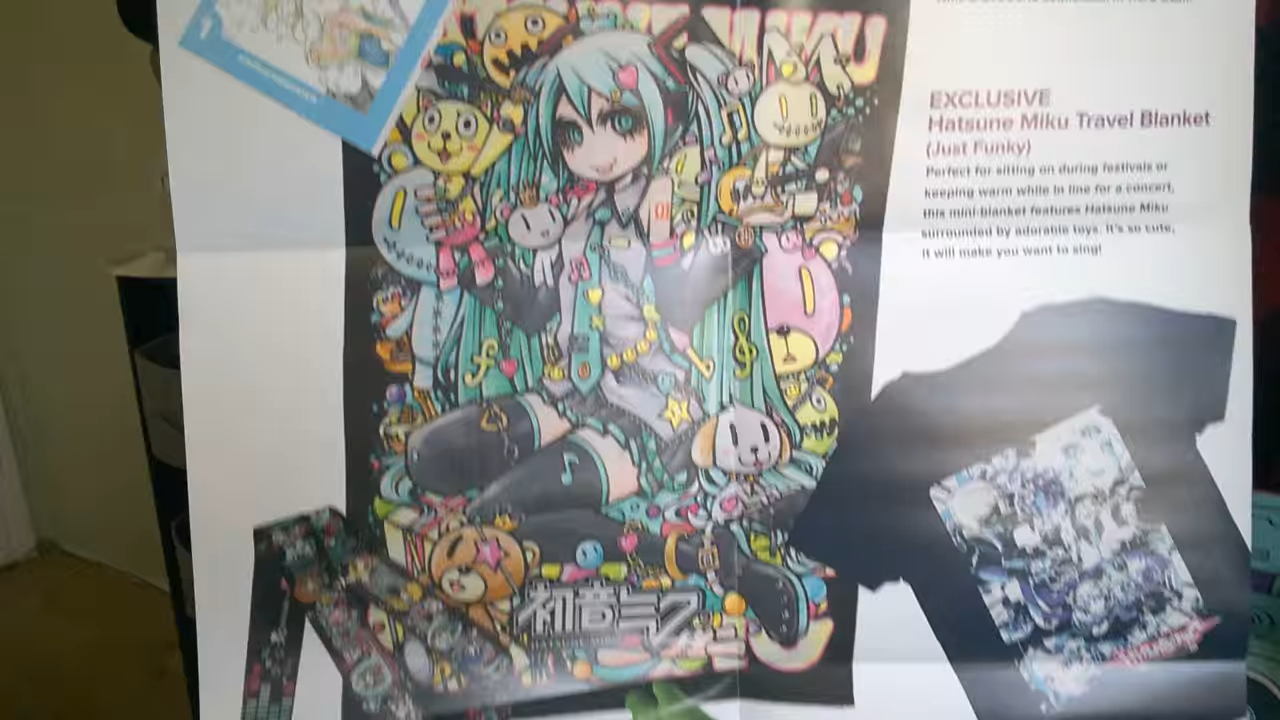 MIKU
EXCLUSIVE
Hatsune Miku Travel Blanket
(Just Funky)
Perfect for sitting on during festivals or
keeping warm while in line for a concert,
this mini-blanket features Hatsune Miku
surrounded by adorable toys. It's so cute,
it will make you want to sing!
01
初音ミク